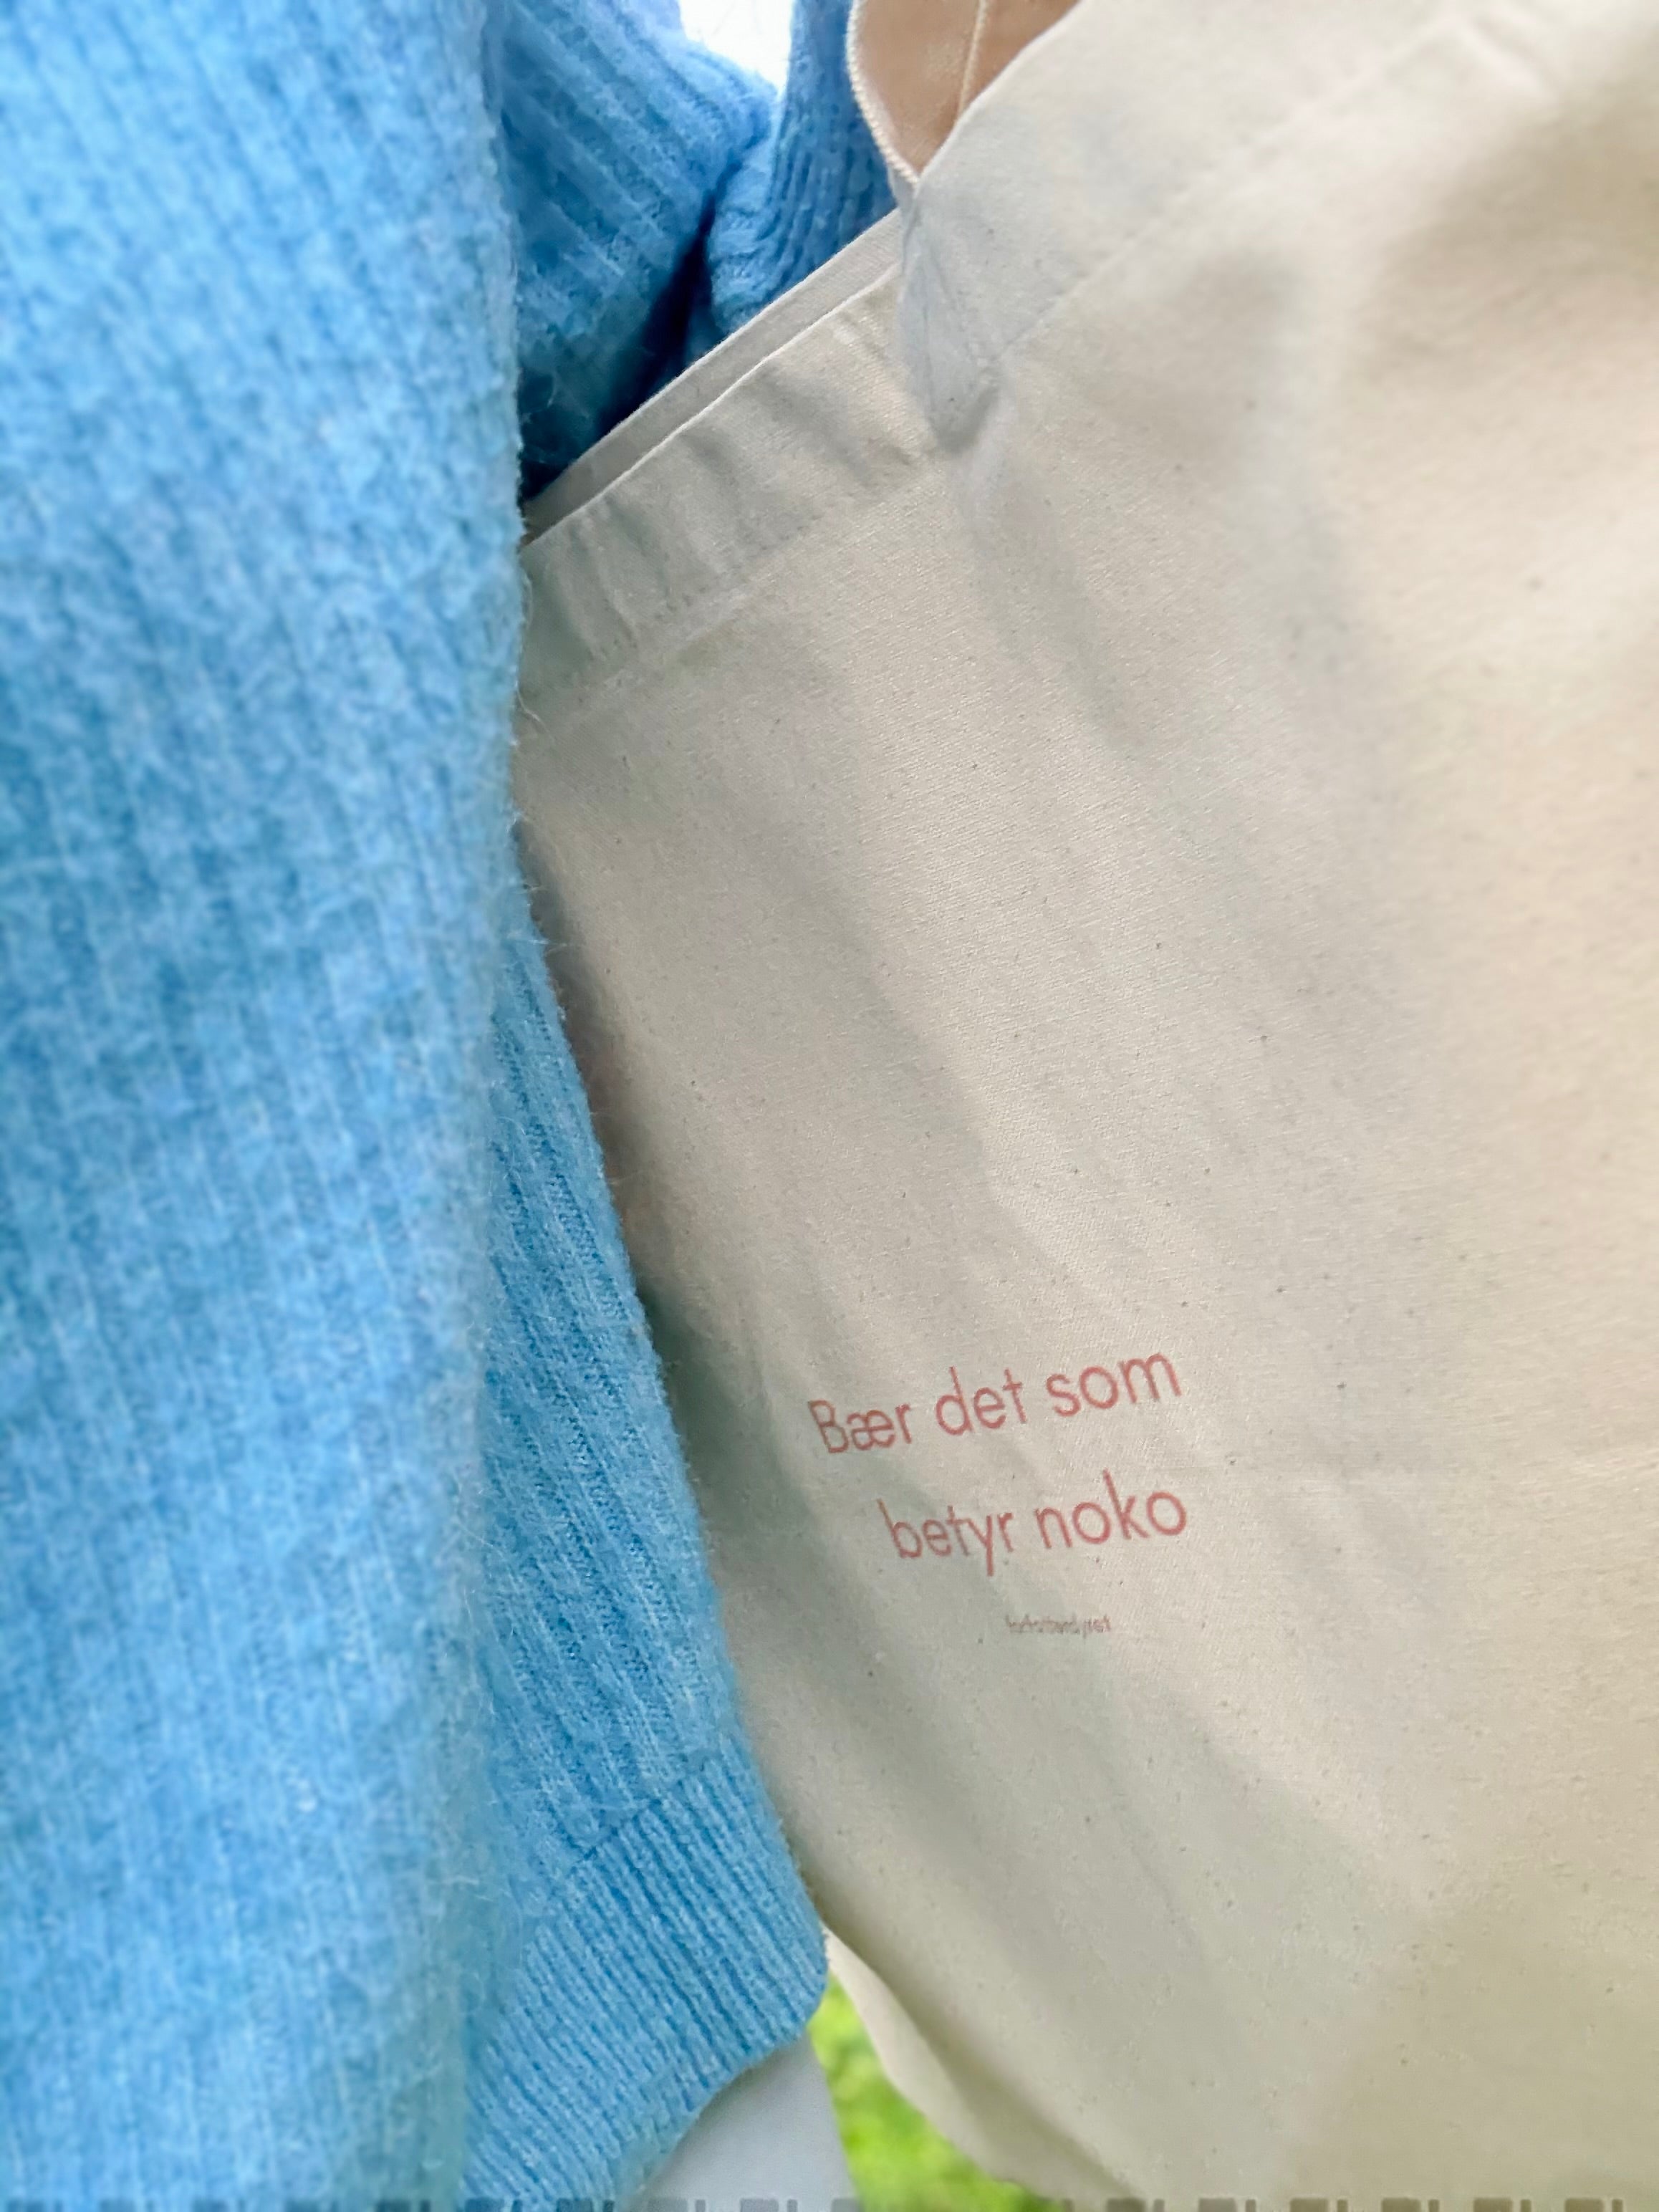 Bær det som
betyr noko